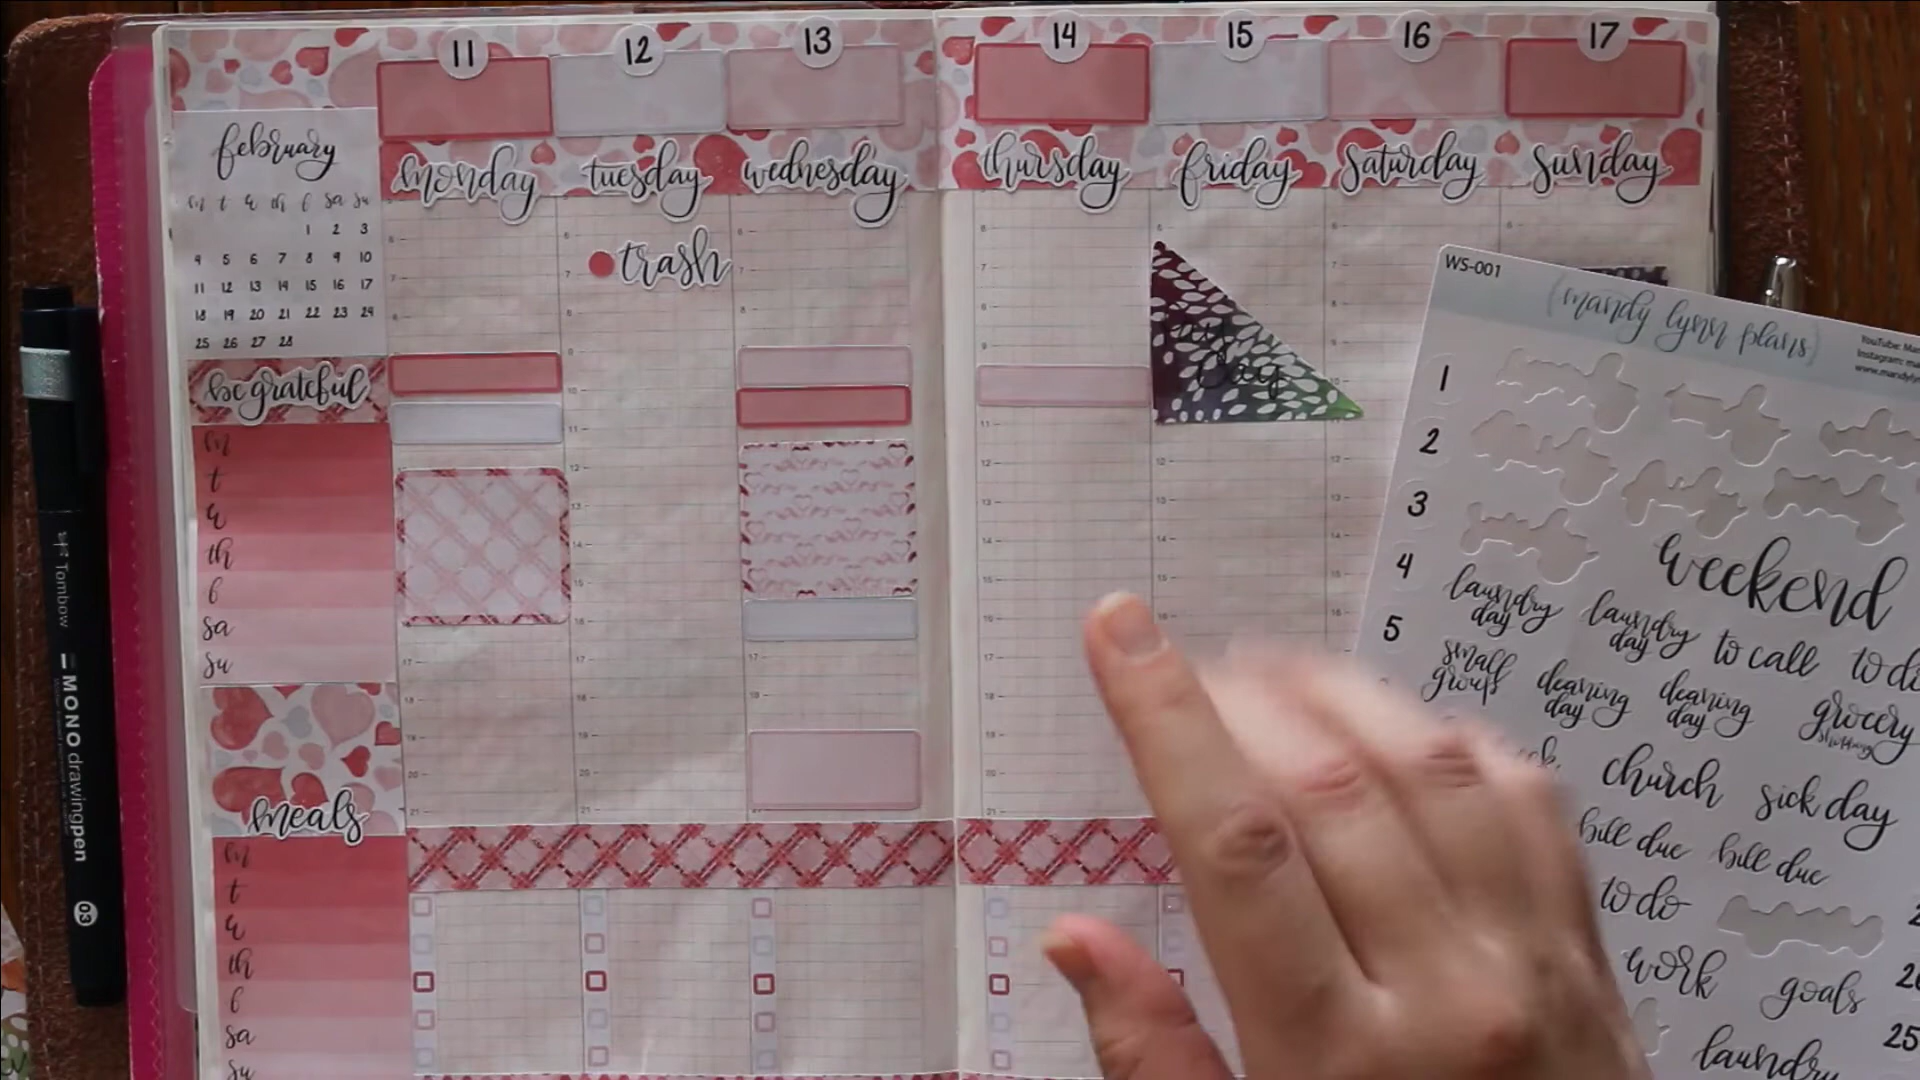 11 12 13 14 15 16 17
february
monday tuesday wednesday thursday friday saturday sunday
m t w th f sa su
1 2 3
4 5 6 7 8 9 10
11 12 13 14 15 16 17
18 19 20 21 22 23 24
25 26 27 28
trash
be grateful
m
t
w
th
f
sa
su
meals
m
t
w
th
f
sa
su
Tombow
MONO drawing pen
03
WS-001
(mandy lynn plans)
1
2
3
4
5
weekend
laundry day
laundry day
to call
small group
cleaning day
cleaning day
grocery shopping
church
sick day
bill due
bill due
to do
work
goals
25
laundry